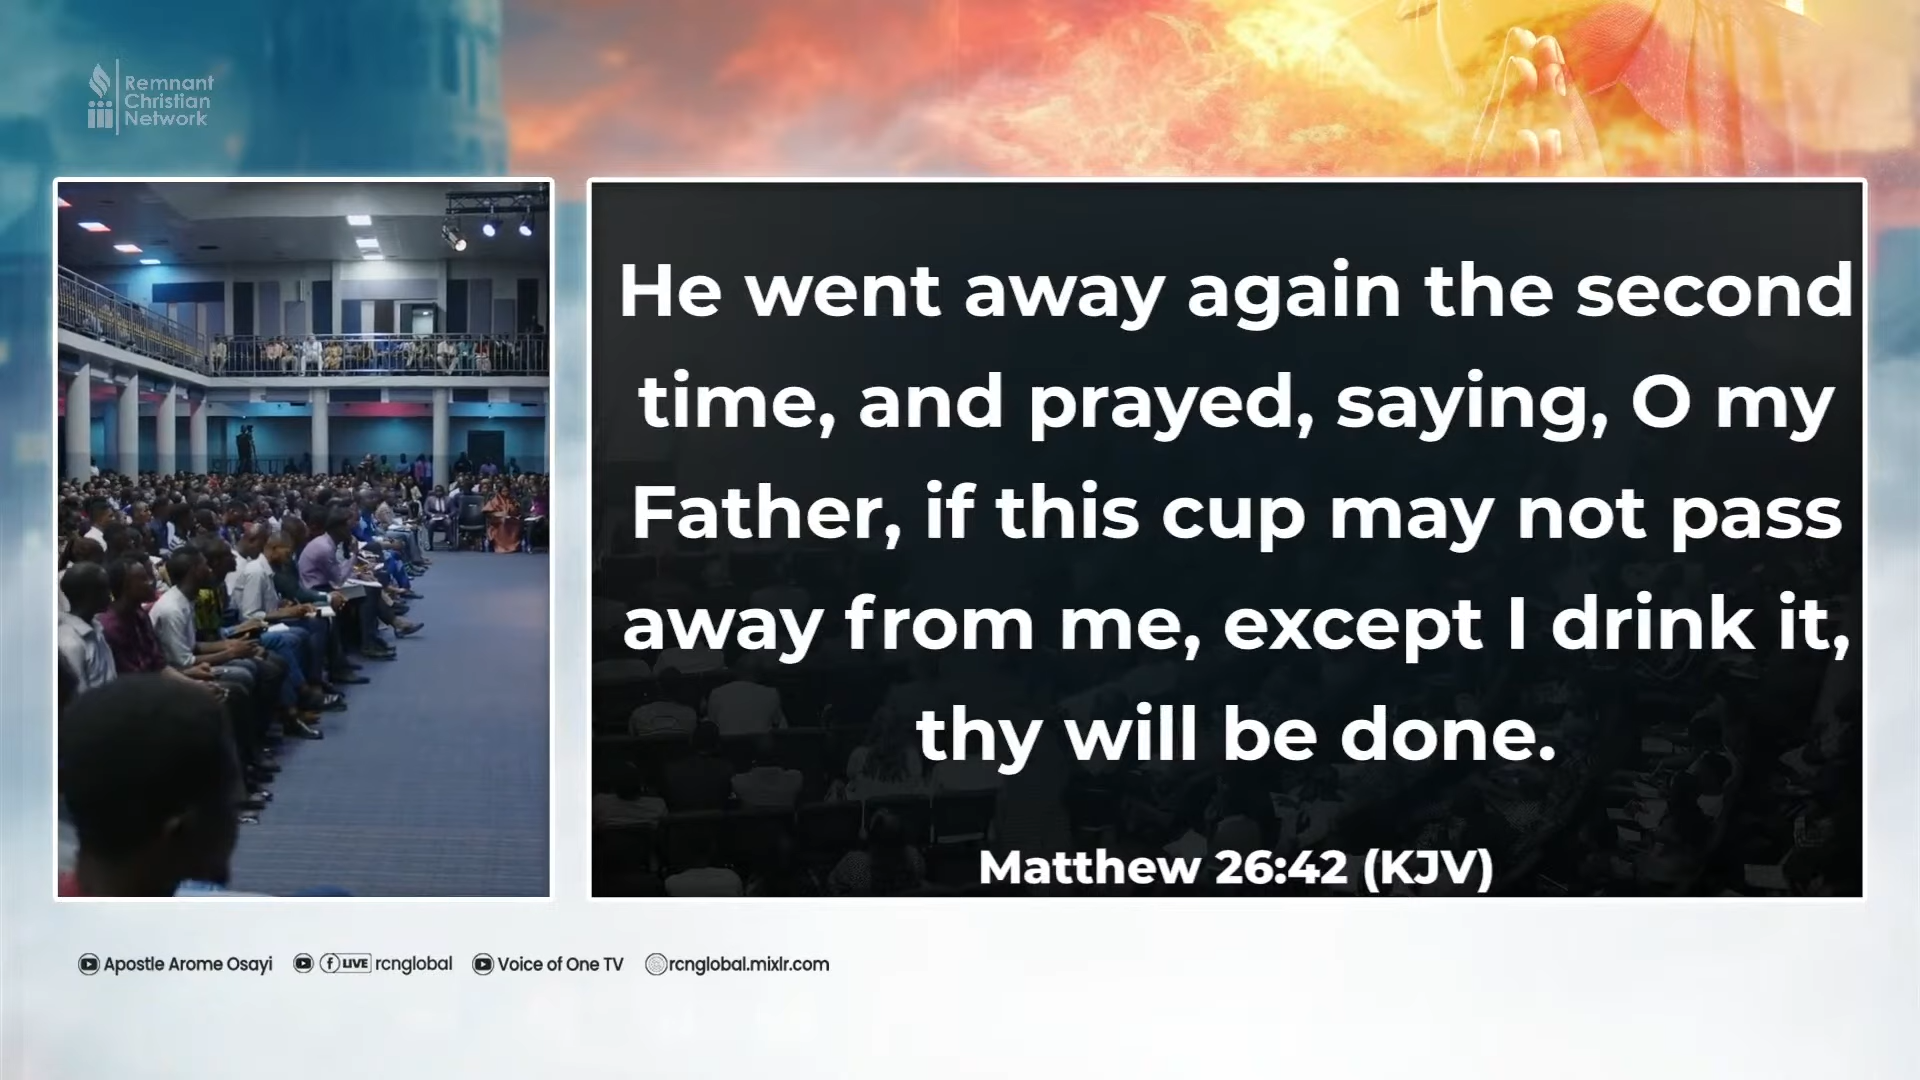 Remnant
Christian
Network
He went away again the second
time, and prayed, saying, O my
Father, if this cup may not pass
away from me, except I drink it,
thy will be done.
Matthew 26:42 (KJV)
Apostle Arome Osayi f LIVE rcnglobal Voice of One TV rcnglobal.mixlr.com